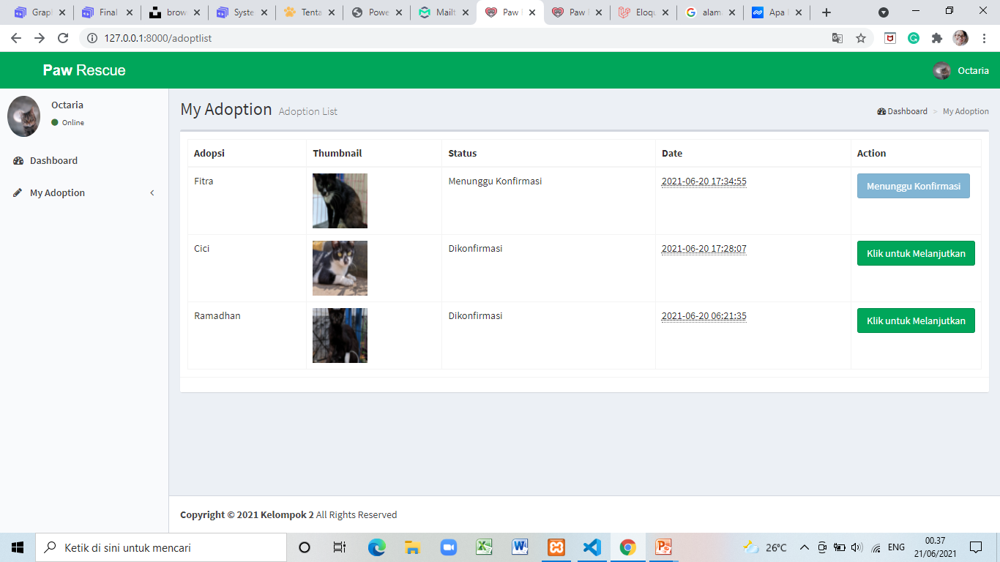 Grap
Final
brow
Syste
Tenta
Powe
Mailt
Paw
Paw
Eloqu
alam
Apa
127.0.0.1:8000/adoptlist
Paw Rescue
Octaria
Octaria
Online
Dashboard
My Adoption
My Adoption Adoption List
Dashboard > My Adoption
Adopsi Thumbnail Status Date Action
Fitra Menunggu Konfirmasi 2021-06-20 17:34:55 Menunggu Konfirmasi
Cici Dikonfirmasi 2021-06-20 17:28:07 Klik untuk Melanjutkan
Ramadhan Dikonfirmasi 2021-06-20 06:21:35 Klik untuk Melanjutkan
Copyright © 2021 Kelompok 2 All Rights Reserved
Ketik di sini untuk mencari
26°C
ENG
00.37
21/06/2021